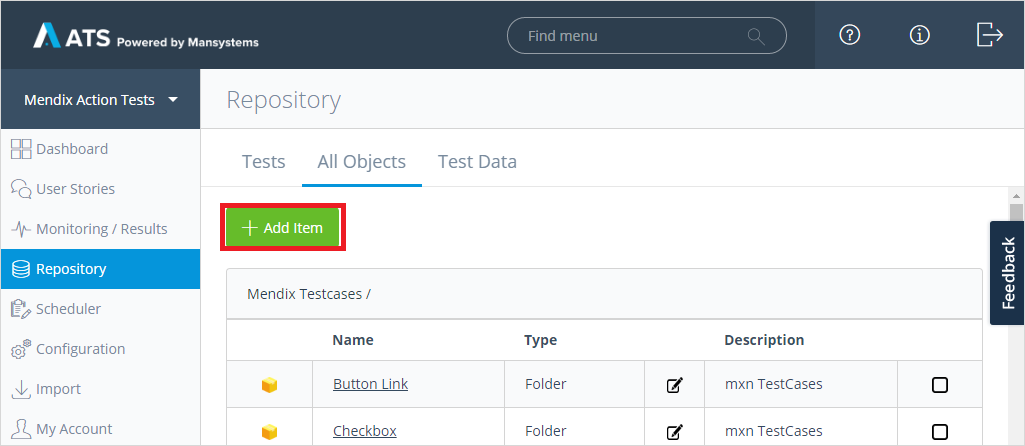 ATS Powered by Mansystems
Find menu
Mendix Action Tests
Repository
Dashboard
User Stories
Monitoring / Results
Repository
Scheduler
Configuration
Import
My Account
Tests All Objects Test Data
Add Item
Feedback
Mendix Testcases /
Name Type Description
Button Link Folder mxn TestCases
Checkbox Folder mxn TestCases